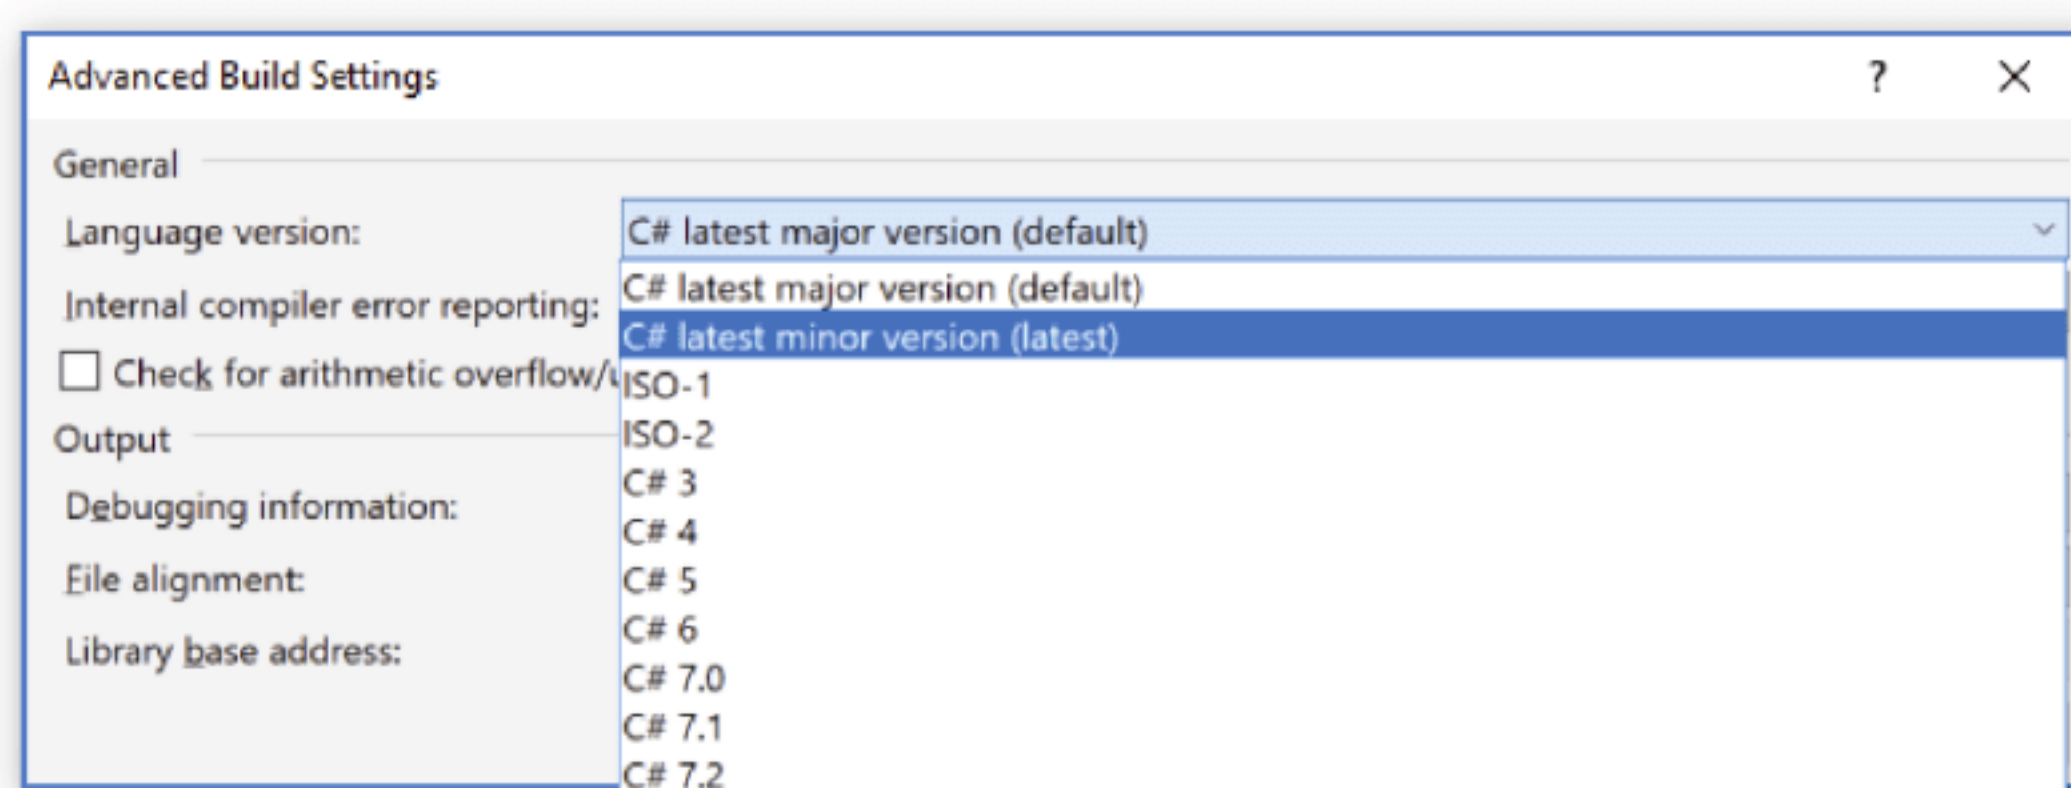 Advanced Build Settings ? ×
General
Language version: C# latest major version (default)
C# latest major version (default)
Internal compiler error reporting:
C# latest minor version (latest)
Check for arithmetic overflow/
ISO-1
ISO-2
Output
C# 3
Debugging information:
C# 4
File alignment:
C# 5
C# 6
Library base address:
C# 7.0
C# 7.1
C# 7.2